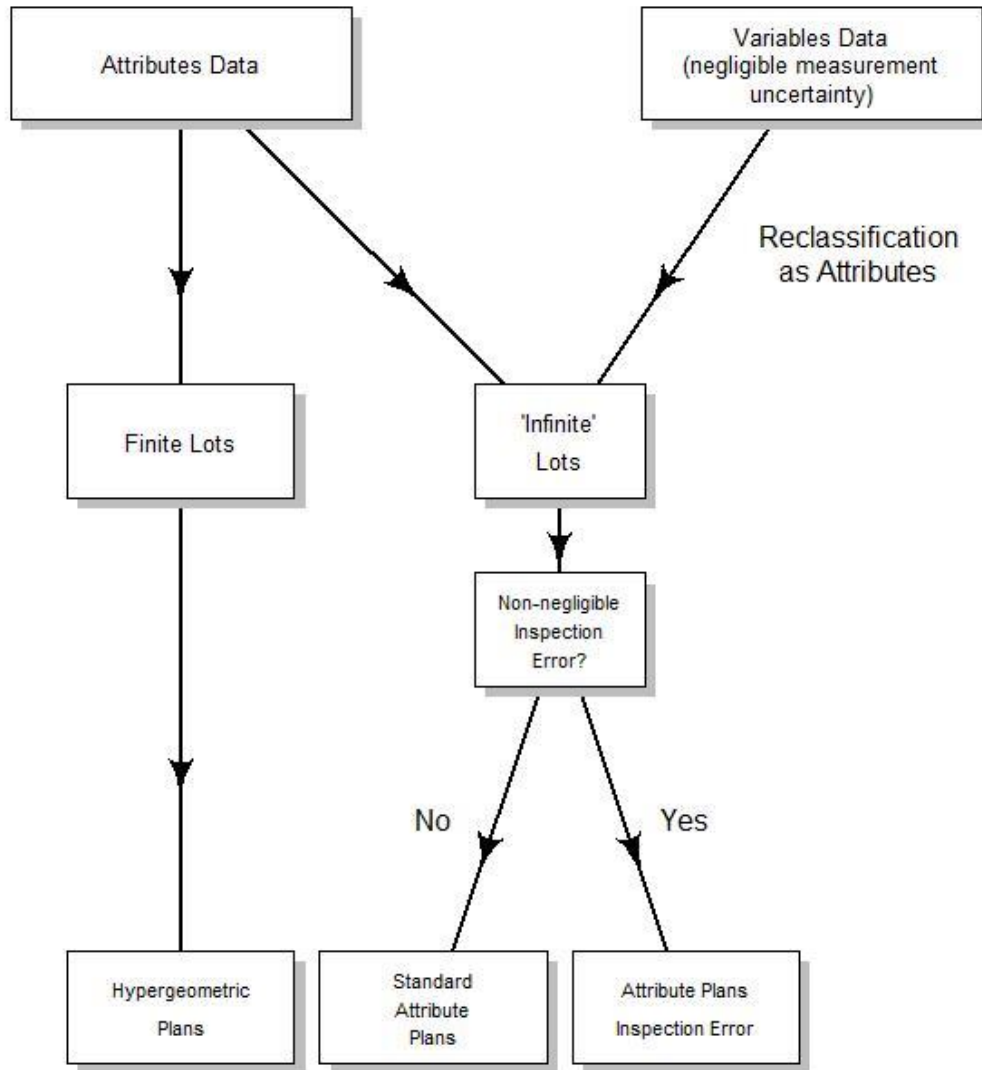 Attributes Data
Variables Data
(negligible measurement
uncertainty)
Reclassification
as Attributes
Finite Lots
'Infinite'
Lots
Non-negligible
Inspection
Error?
No
Yes
Hypergeometric
Plans
Standard
Attribute
Plans
Attribute Plans
Inspection Error